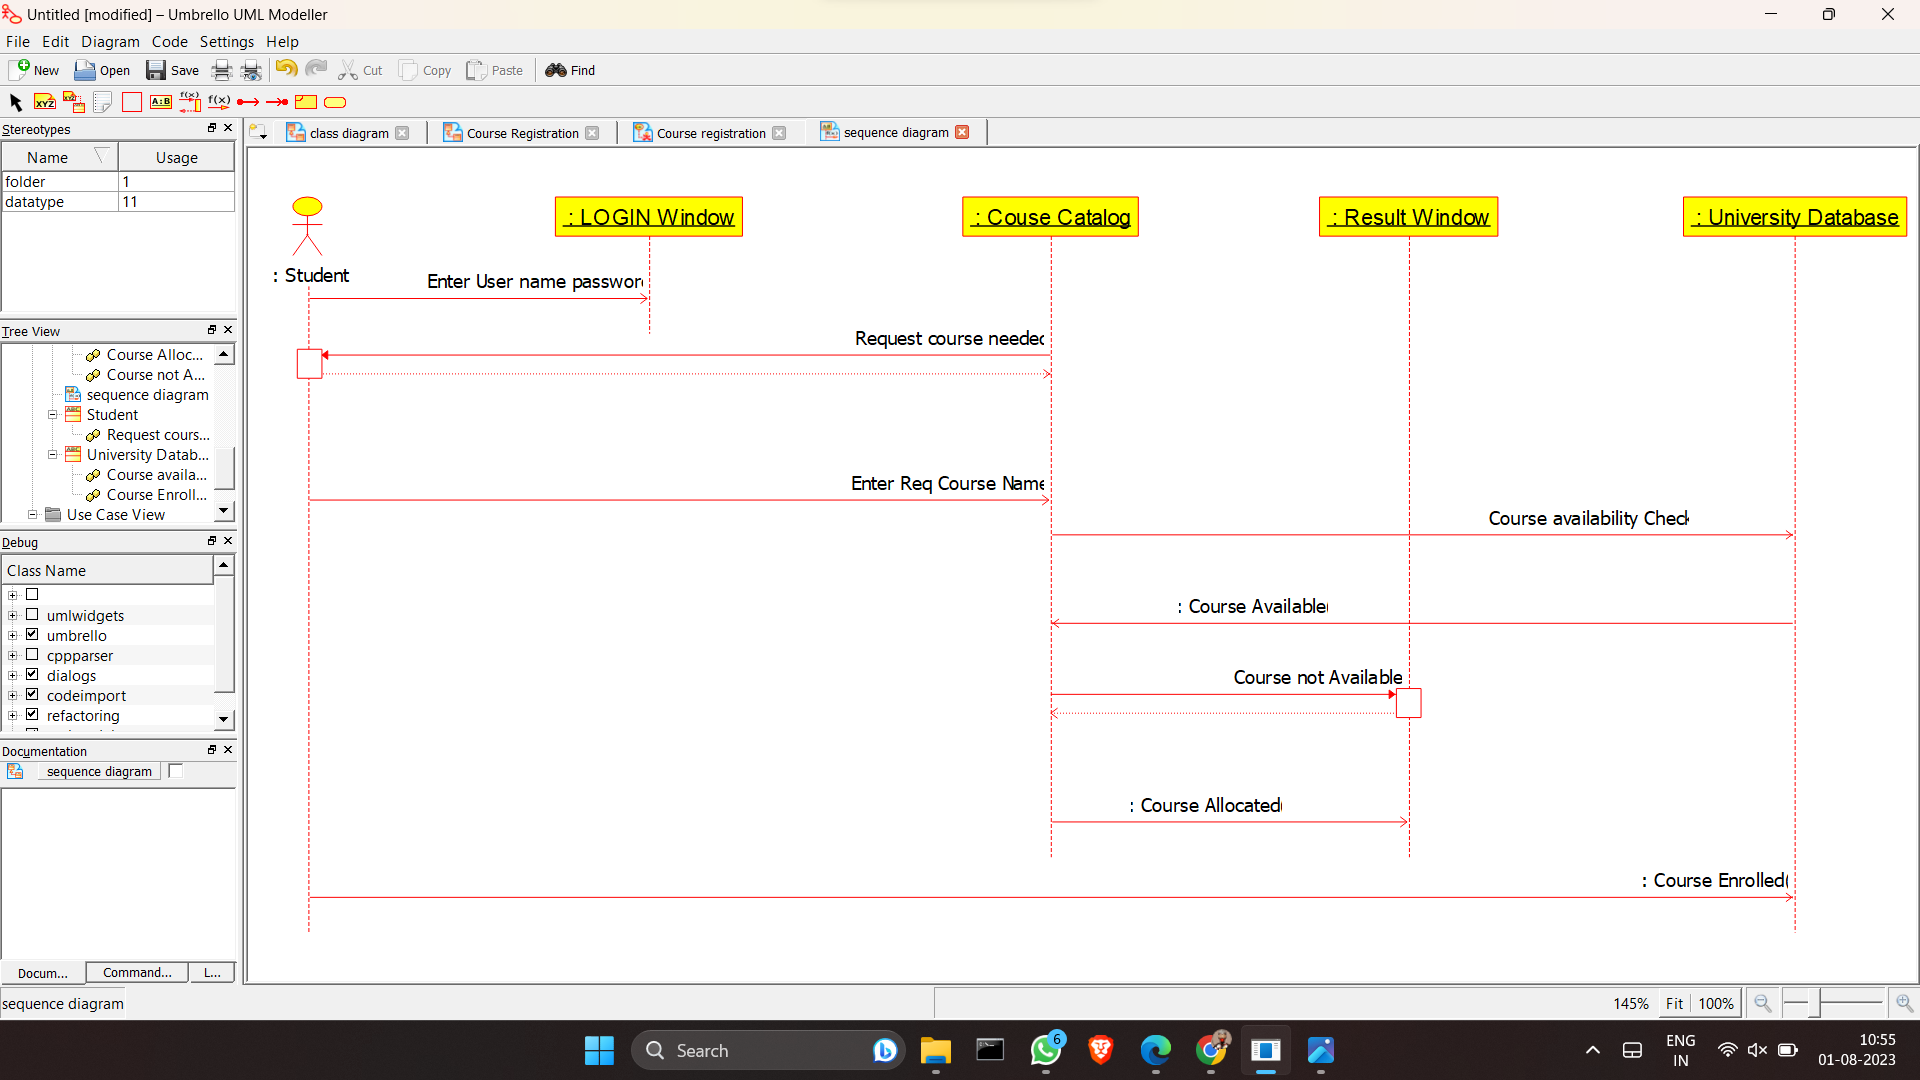 Untitled [modified] – Umbrello UML Modeller
File Edit Diagram Code Settings Help
New Open Save Cut Copy Paste Find
XYZ A:B f(x) f(x)
Stereotypes
class diagram Course Registration Course registration sequence diagram
Name Usage
folder 1
datatype 11
: LOGIN Window : Couse Catalog : Result Window : University Database
: Student
Enter User name passwor
Tree View
Request course needed
Course Alloc...
Course not A...
sequence diagram
Student
Request cours...
University Datab...
Course availa...
Course Enroll...
Use Case View
Enter Req Course Name
Course availability Check
Debug
Class Name
umlwidgets
umbrello
cppparser
dialogs
codeimport
refactoring
: Course Available(
Course not Available
Documentation
sequence diagram
: Course Allocated(
: Course Enrolled(
Docum... Command... L...
sequence diagram 145% Fit 100%
Search 6 ENG IN 10:55
01-08-2023